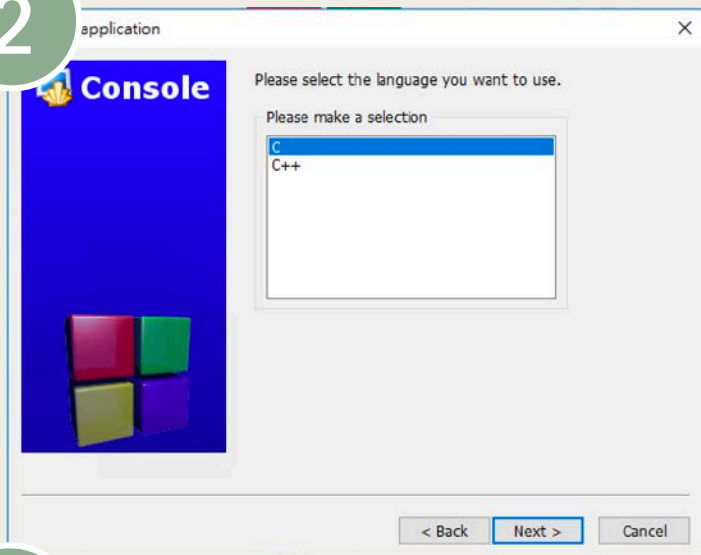 2
application
Console
Please select the language you want to use.
Please make a selection
C
C++
< Back
Next >
Cancel